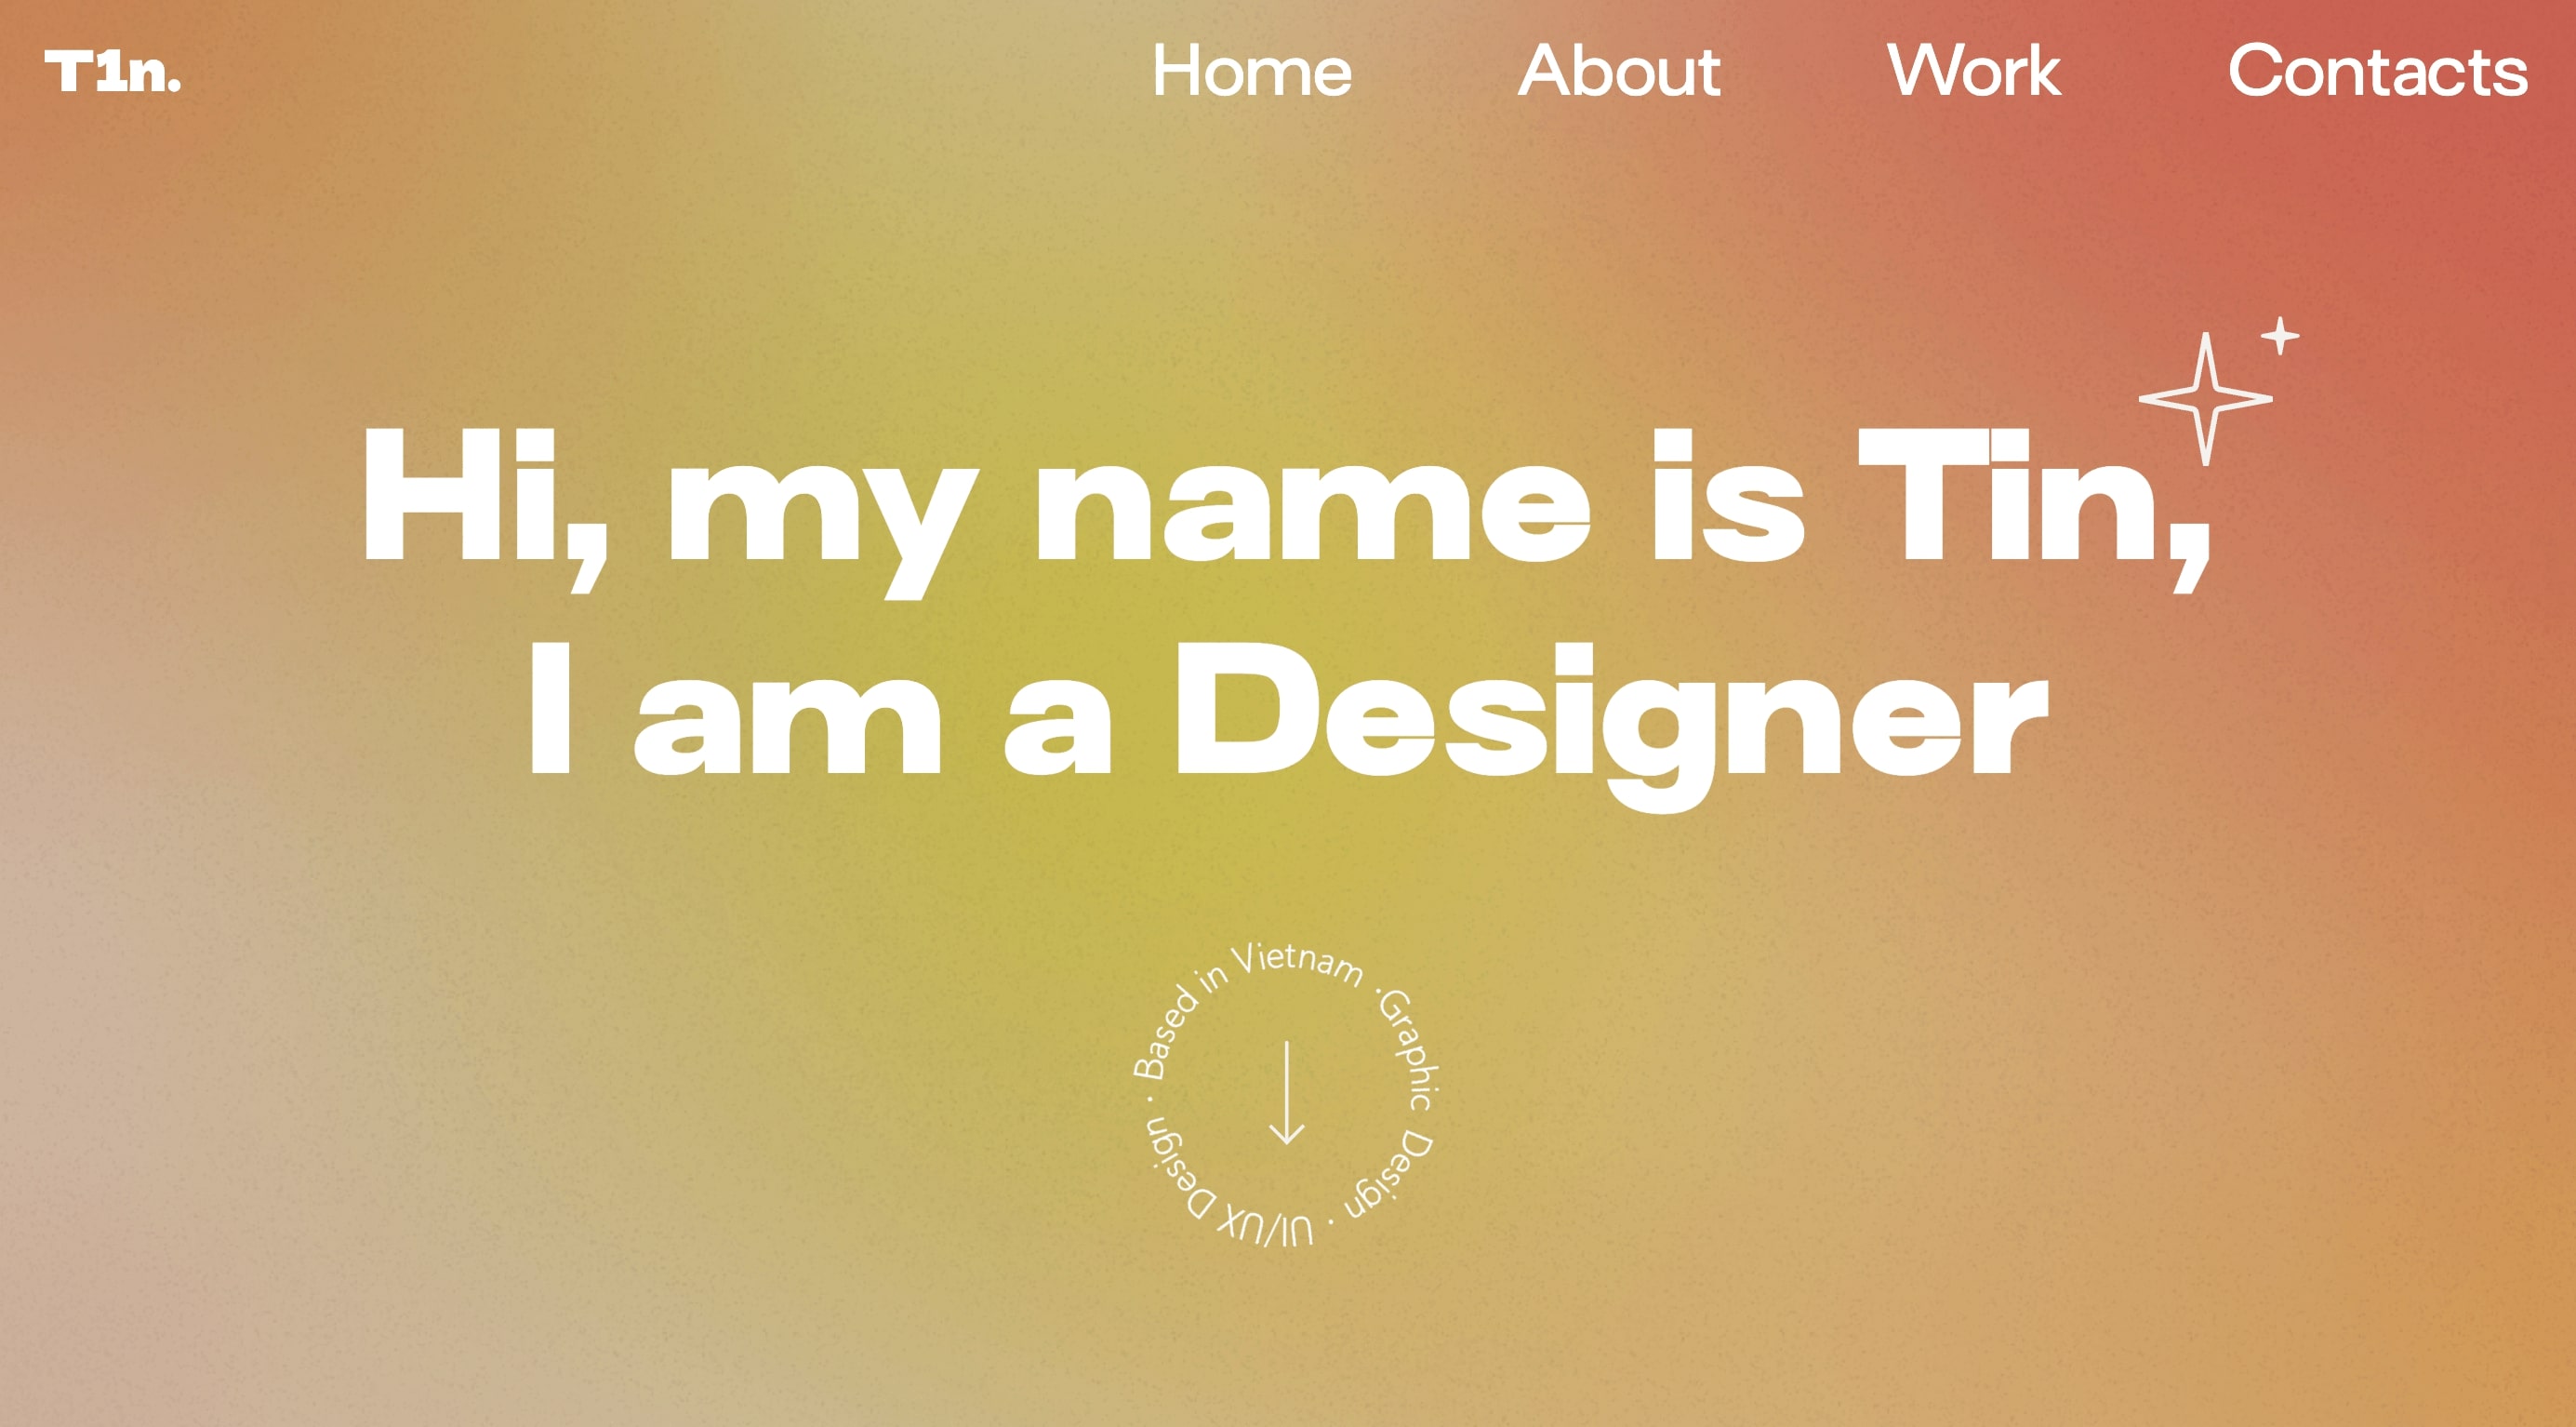 T1n.
Home
About
Work
Contacts
Hi, my name is Tin,
I am a Designer
Based in Vietnam · Graphic Design · UI/UX Design ·